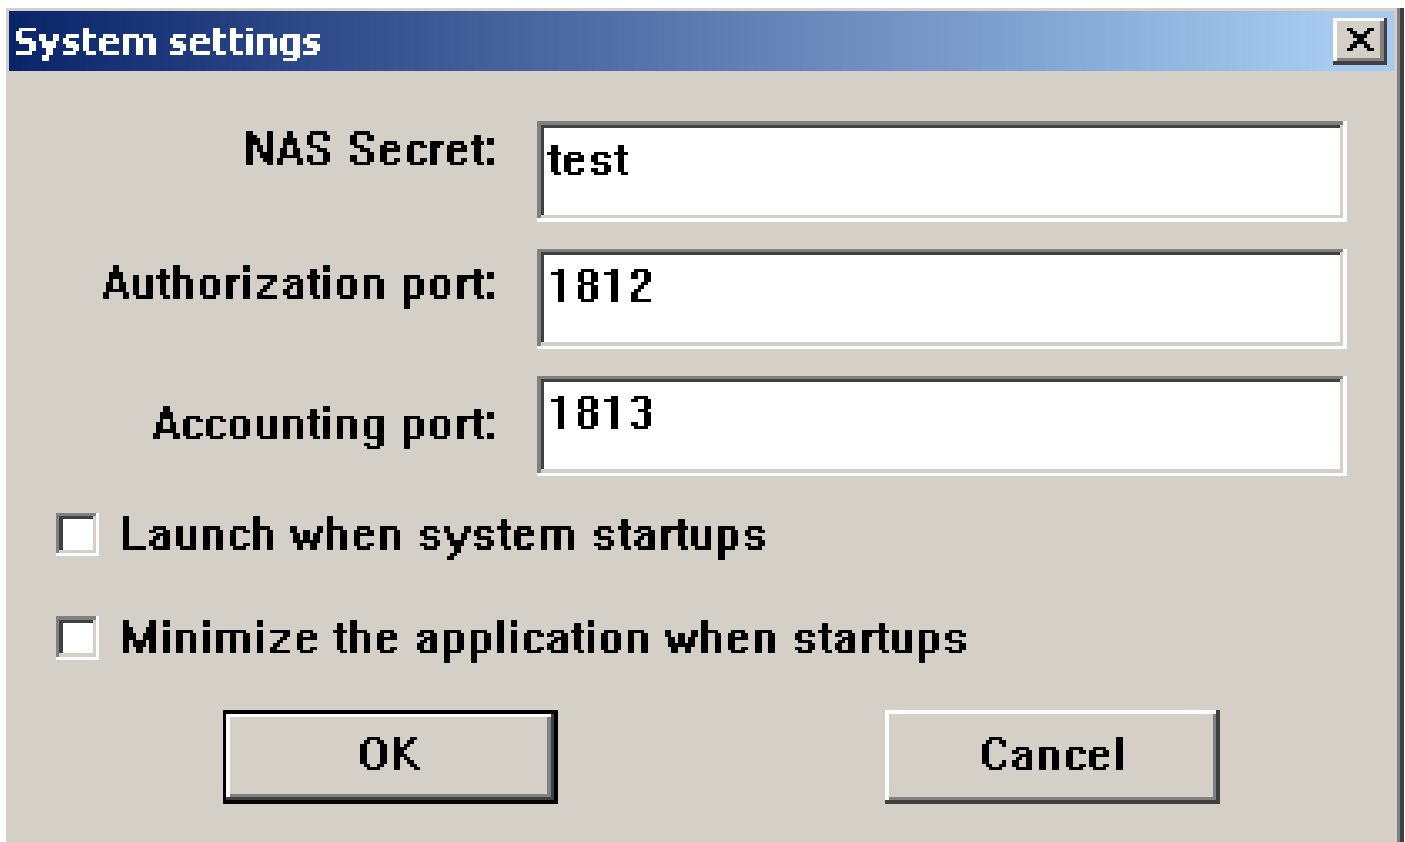 System settings
NAS Secret: test
Authorization port: 1812
Accounting port: 1813
Launch when system startups
Minimize the application when startups
OK Cancel